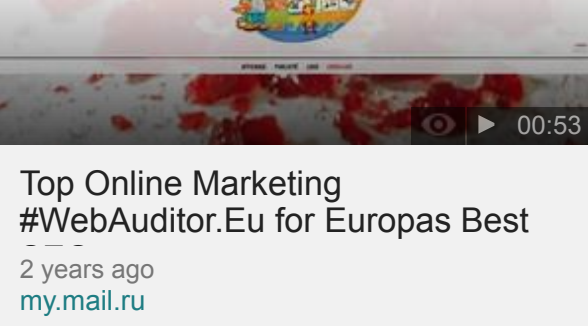 00:53
Top Online Marketing
#WebAuditor.Eu for Europas Best
2 years ago
my.mail.ru